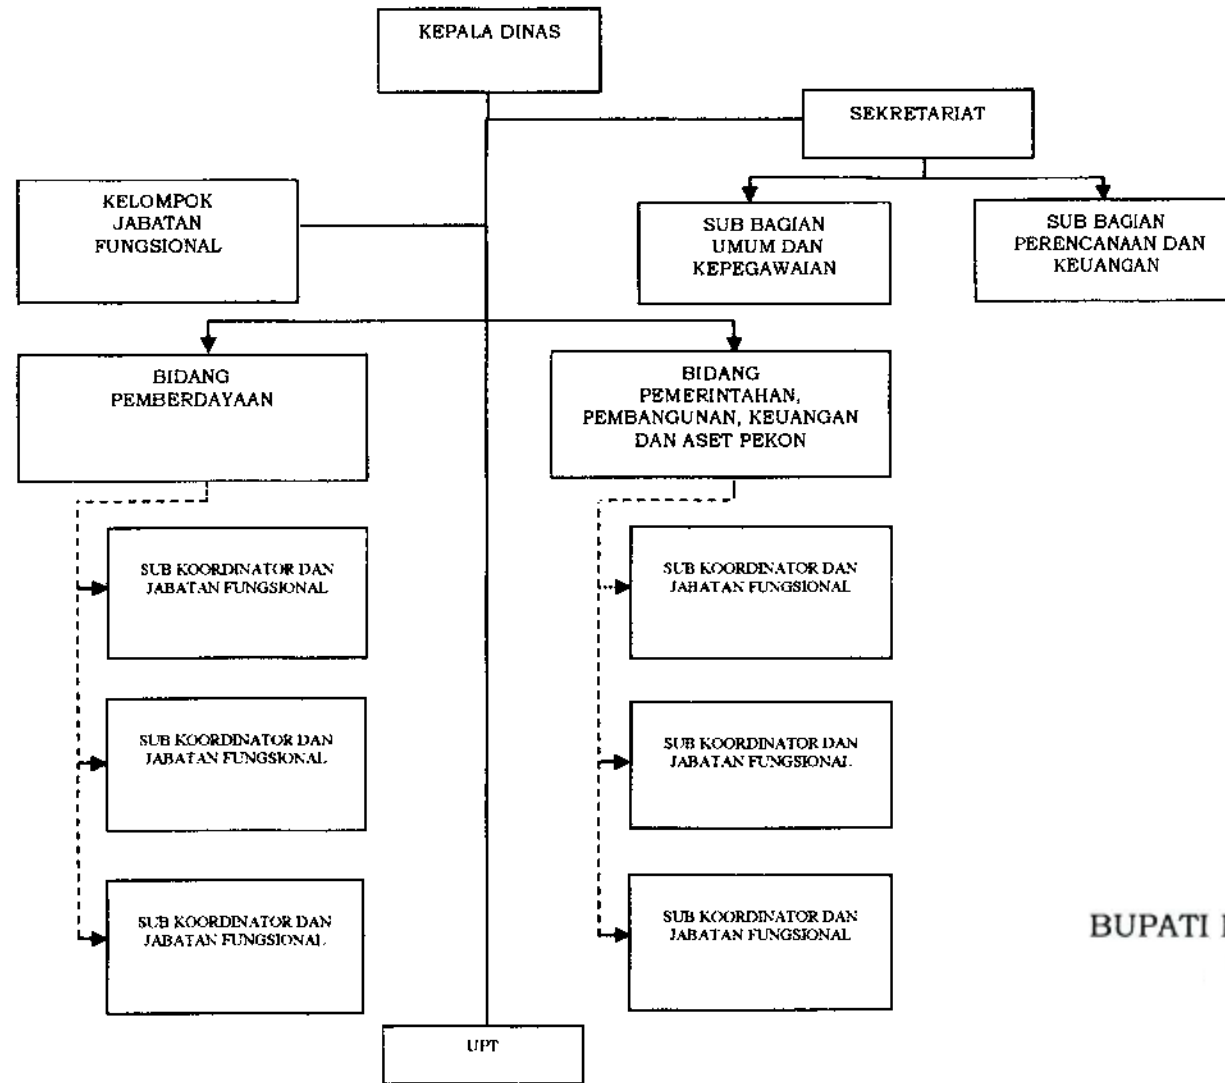 KEPALA DINAS
SEKRETARIAT
KELOMPOK
JABATAN
FUNGSIONAL
SUB BAGIAN
UMUM DAN
KEPEGAWAIAN
SUB BAGIAN
PERENCANAAN DAN
KEUANGAN
BIDANG
PEMBERDAYAAN
BIDANG
PEMERINTAHAN,
PEMBANGUNAN, KEUANGAN
DAN ASET PEKON
SUB KOORDINATOR DAN
JABATAN FUNGSIONAL
SUB KOORDINATOR DAN
JABATAN FUNGSIONAL
SUB KOORDINATOR DAN
JABATAN FUNGSIONAL
SUB KOORDINATOR DAN
JABATAN FUNGSIONAL
SUB KOORDINATOR DAN
JABATAN FUNGSIONAL
SUB KOORDINATOR DAN
JABATAN FUNGSIONAL
BUPATI
UPT